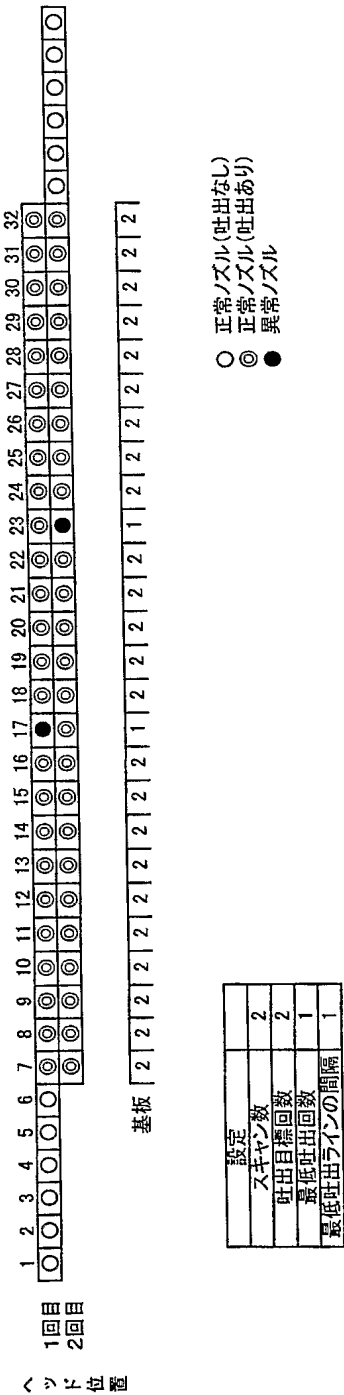 1 2 3 4 5 6 7 8 9 10 11 12 13 14 15 16 17 18 19 20 21 22 23 24 25 26 27 28 29 30 31 32
ヘッド位置
1回目
2回目
基板 2 2 2 2 2 2 2 2 2 2 1 2 2 2 2 2 1 2 2 2 2 2 2 2 2 2
○ 正常ノズル(吐出なし)
◎ 正常ノズル(吐出あり)
● 異常ノズル
設定
スキャン数 2
吐出目標回数 2
最低吐出回数 1
最低吐出ラインの間隔 1